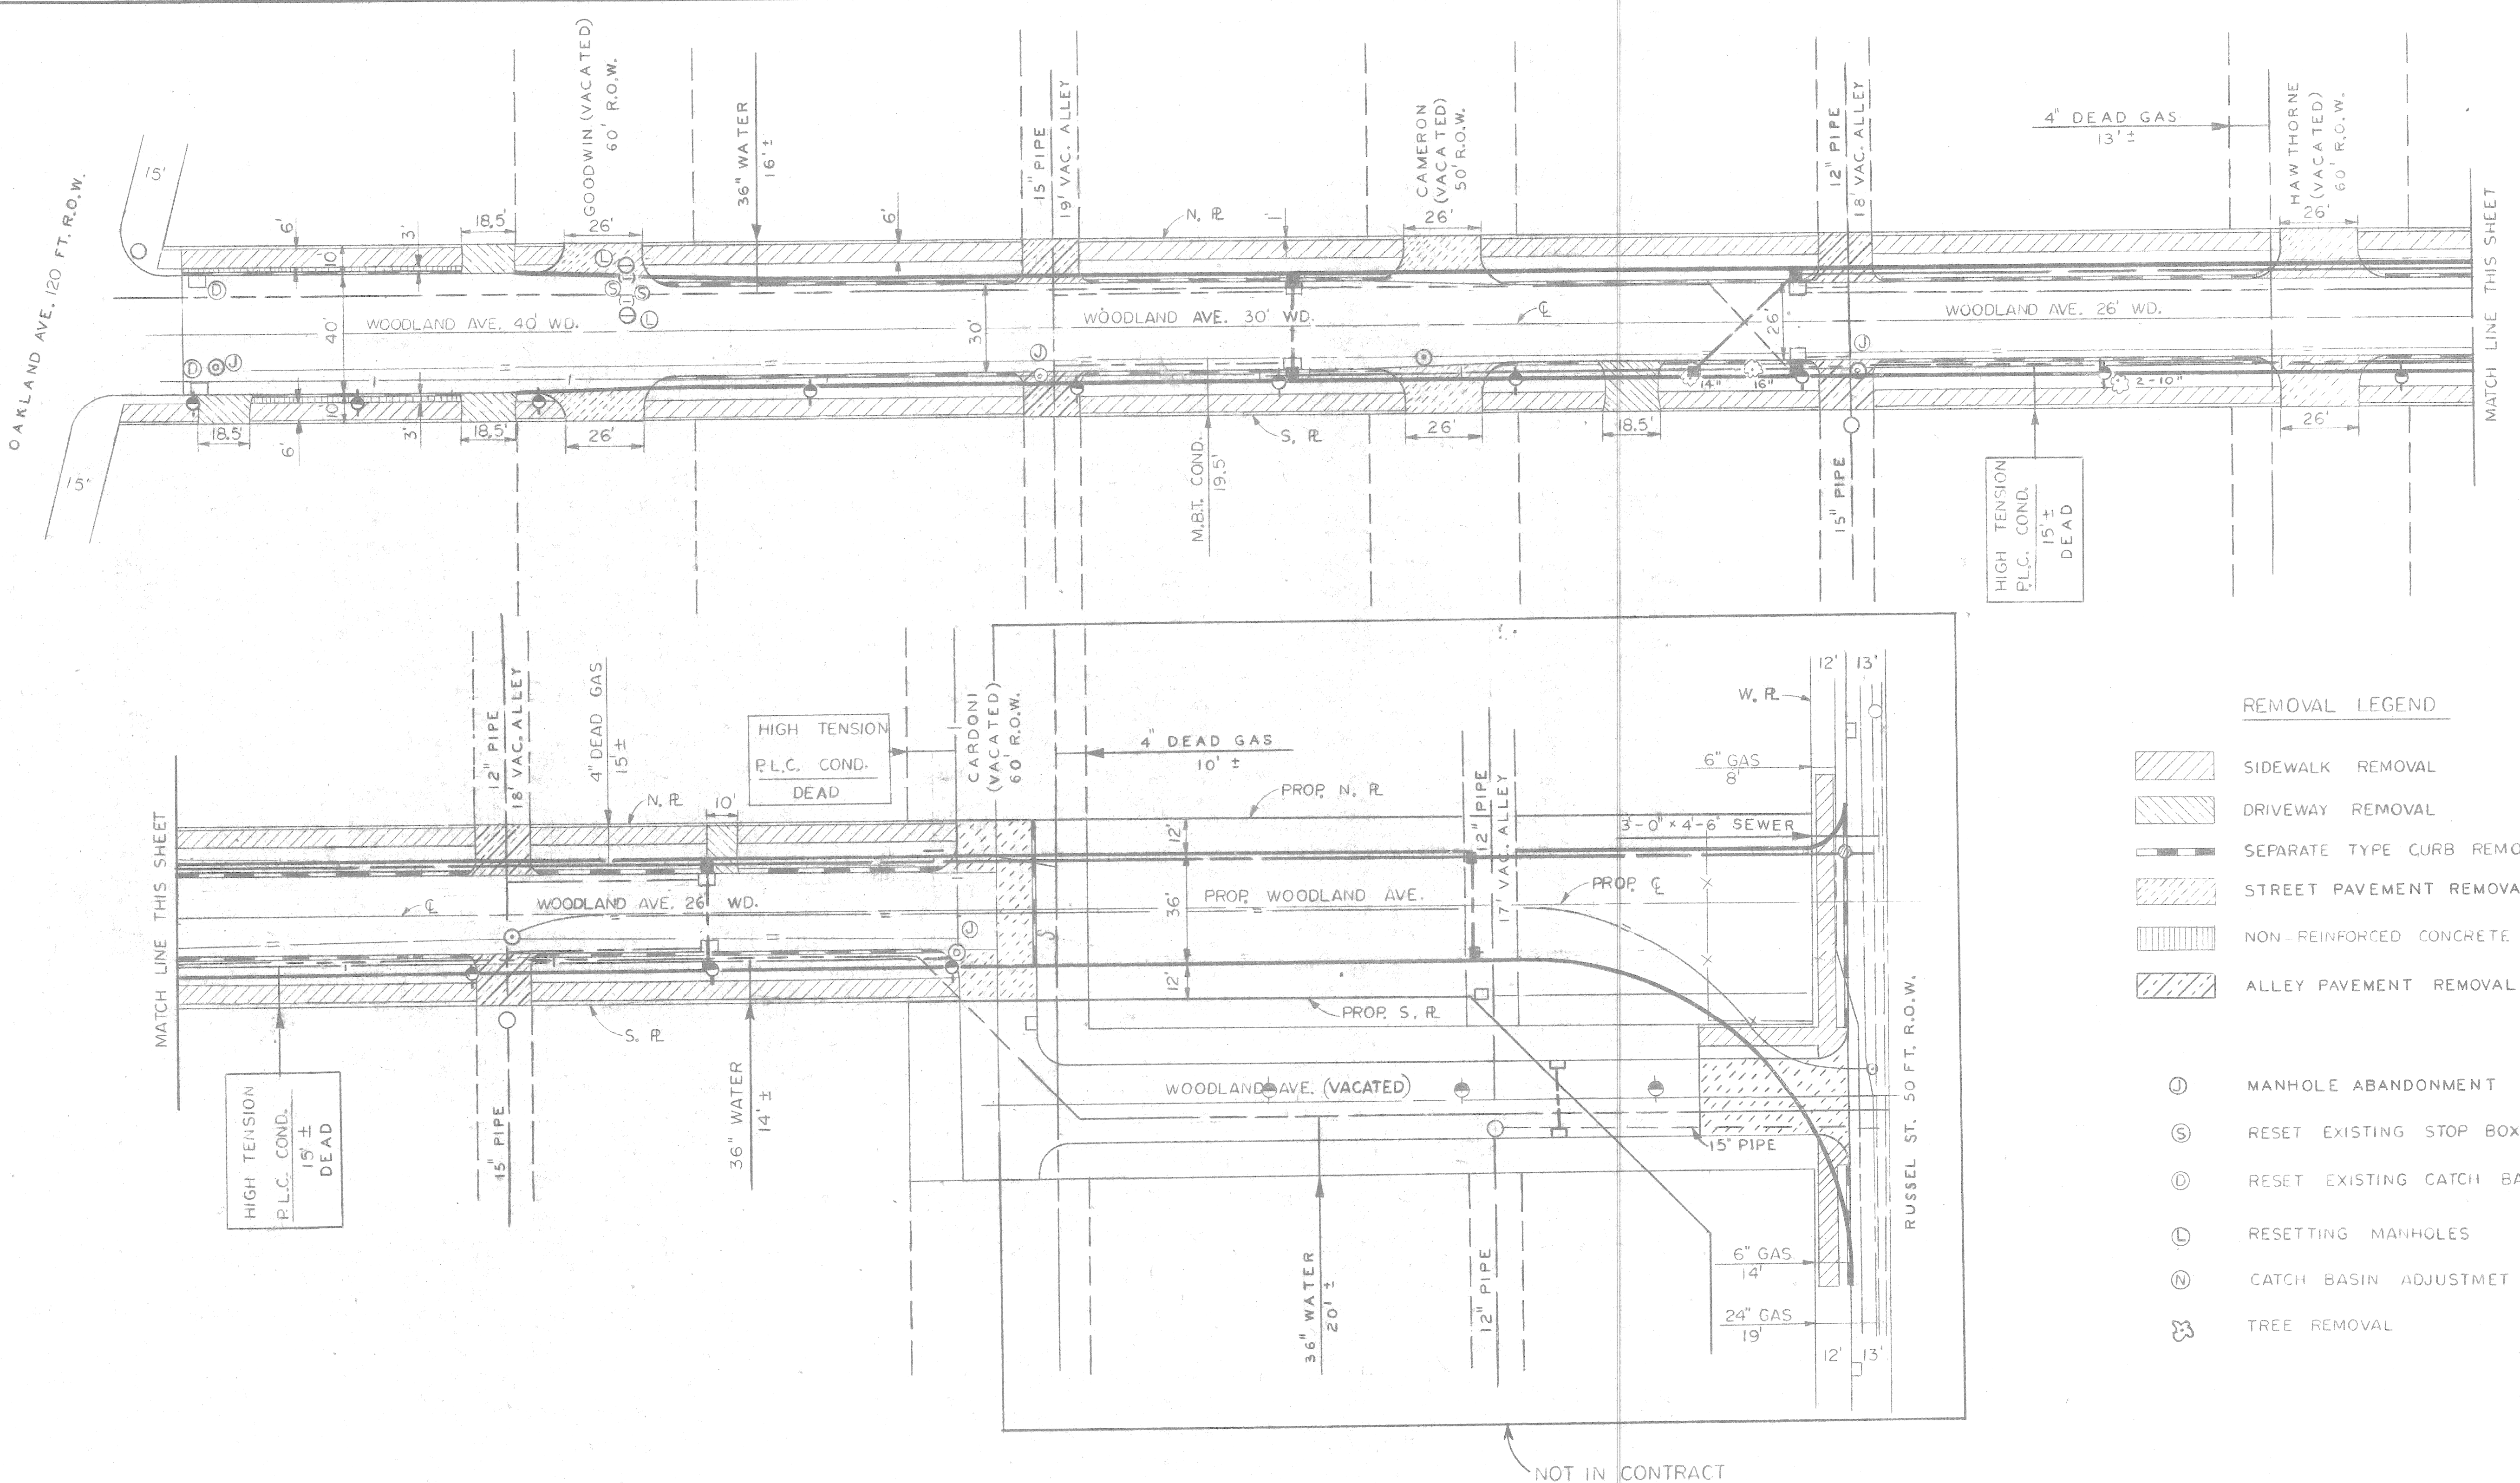 OAKLAND AVE. 120 FT. R.O.W.
15'
15'
6'
10'
3'
18.5'
GOODWIN (VACATED)
60' R.O.W.
26'
36" WATER
16' ±
6'
15" PIPE
19' VAC. ALLEY
N. PL
1'
CAMERON
(VACATED)
50' R.O.W.
26'
12" PIPE
18' VAC. ALLEY
4" DEAD GAS
13' ±
HAWTHORNE
(VACATED)
60' R.O.W.
26'
MATCH LINE THIS SHEET
L
S
S
L
D
40'
WOODLAND AVE. 40' WD.
30'
WOODLAND AVE. 30' WD.
CL
26'
WOODLAND AVE. 26' WD.
D
J
J
J
14"
16"
2-10"
18.5'
6'
10'
3'
18.5'
26'
M.B.T. COND.
19.5'
S. PL
26'
18.5'
15" PIPE
HIGH TENSION
P.L.C. COND.
15' ±
DEAD
26'
MATCH LINE THIS SHEET
12" PIPE
18' VAC. ALLEY
4" DEAD GAS
15' ±
N. PL
10'
HIGH TENSION
P.L.C. COND.
DEAD
CARDONI
(VACATED)
60' R.O.W.
4" DEAD GAS
10' ±
PROP. N. PL
12" PIPE
17' VAC. ALLEY
W. PL
12'
13'
6" GAS
8'
3'-0" × 4'-6" SEWER
12'
36'
12'
PROP. WOODLAND AVE.
PROP. CL
CL
WOODLAND AVE. 26' WD.
J
J
PROP. S. PL
S. PL
HIGH TENSION
P.L.C. COND.
15' ±
DEAD
15" PIPE
36" WATER
14' ±
WOODLAND AVE. (VACATED)
15" PIPE
36" WATER
20' ±
12" PIPE
6" GAS
14'
24" GAS
19'
12'
13'
RUSSEL ST. 50 FT. R.O.W.
NOT IN CONTRACT
REMOVAL LEGEND
SIDEWALK REMOVAL
DRIVEWAY REMOVAL
SEPARATE TYPE CURB REMO
STREET PAVEMENT REMOVA
NON-REINFORCED CONCRETE
ALLEY PAVEMENT REMOVAL
J MANHOLE ABANDONMENT
S RESET EXISTING STOP BOX
D RESET EXISTING CATCH BA
L RESETTING MANHOLES
N CATCH BASIN ADJUSTMET
TREE REMOVAL